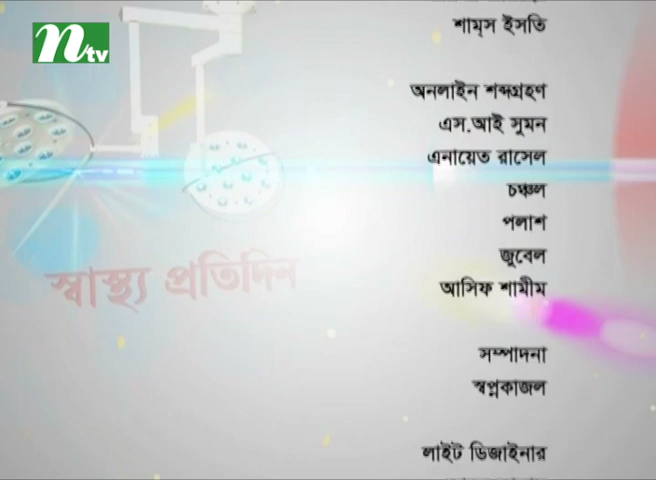 ntv
শাম্‌স ইসতি
অনলাইন শব্দগ্রহণ
এস.আই সুমন
এনায়েত রাসেল
চঞ্চল
পলাশ
জুবেল
আসিফ শামীম
স্বাস্থ্য প্রতিদিন
সম্পাদনা
স্বপ্নকাজল
লাইট ডিজাইনার